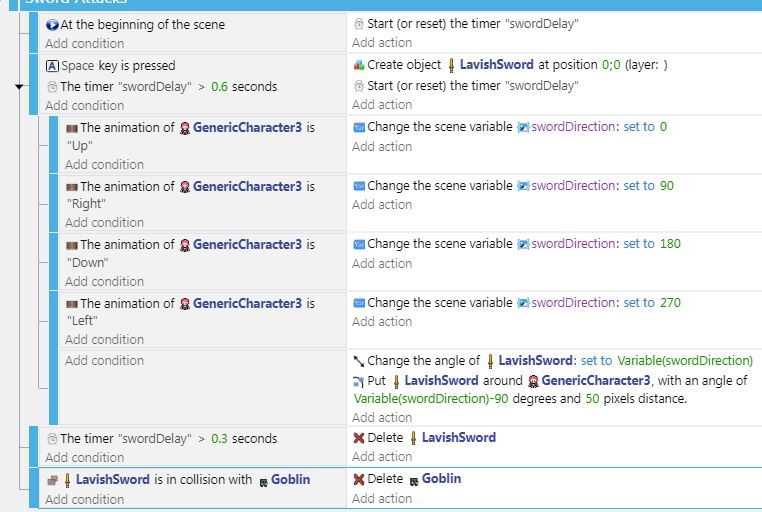 Sword Attacks
At the beginning of the scene
Start (or reset) the timer "swordDelay"
Add condition
Add action
Space key is pressed
Create object LavishSword at position 0;0 (layer: )
The timer "swordDelay" > 0.6 seconds
Start (or reset) the timer "swordDelay"
Add condition
Add action
The animation of GenericCharacter3 is
"Up"
Change the scene variable swordDirection: set to 0
Add condition
Add action
The animation of GenericCharacter3 is
"Right"
Change the scene variable swordDirection: set to 90
Add condition
Add action
The animation of GenericCharacter3 is
"Down"
Change the scene variable swordDirection: set to 180
Add condition
Add action
The animation of GenericCharacter3 is
"Left"
Change the scene variable swordDirection: set to 270
Add condition
Add action
Add condition
Change the angle of LavishSword: set to Variable(swordDirection)
Put LavishSword around GenericCharacter3, with an angle of
Variable(swordDirection)-90 degrees and 50 pixels distance.
Add action
The timer "swordDelay" > 0.3 seconds
Delete LavishSword
Add condition
Add action
LavishSword is in collision with Goblin
Delete Goblin
Add condition
Add action